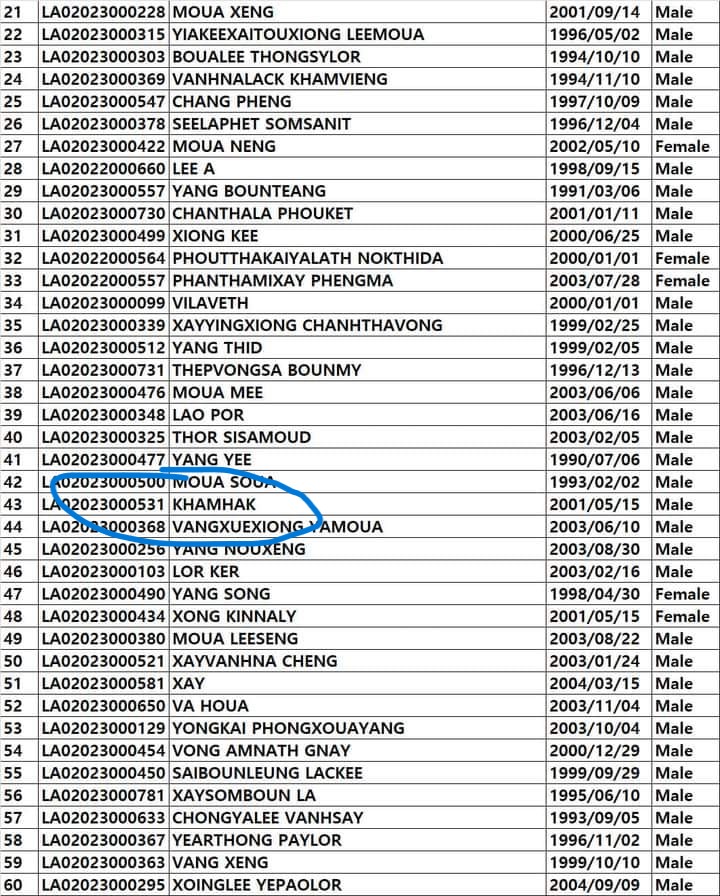 21 LA02023000228 MOUA XENG 2001/09/14 Male
22 LA02023000315 YIAKEEXAITOUXIONG LEEMOUA 1996/05/02 Male
23 LA02023000303 BOUALEE THONGSYLOR 1994/10/10 Male
24 LA02023000369 VANHNALACK KHAMVIENG 1994/11/10 Male
25 LA02023000547 CHANG PHENG 1997/10/09 Male
26 LA02023000378 SEELAPHET SOMSANIT 1996/12/04 Male
27 LA02023000422 MOUA NENG 2002/05/10 Female
28 LA02022000660 LEE A 1998/09/15 Male
29 LA02023000557 YANG BOUNTEANG 1991/03/06 Male
30 LA02023000730 CHANTHALA PHOUKET 2001/01/11 Male
31 LA02023000499 XIONG KEE 2000/06/25 Male
32 LA02022000564 PHOUTTHAKAIYALATH NOKTHIDA 2000/01/01 Female
33 LA02022000557 PHANTHAMIXAY PHENGMA 2003/07/28 Female
34 LA02023000099 VILAVETH 2000/01/01 Male
35 LA02023000339 XAYYINGXIONG CHANHTHAVONG 1999/02/25 Male
36 LA02023000512 YANG THID 1999/02/05 Male
37 LA02023000731 THEPVONGSA BOUNMY 1996/12/13 Male
38 LA02023000476 MOUA MEE 2003/06/06 Male
39 LA02023000348 LAO POR 2003/06/16 Male
40 LA02023000325 THOR SISAMOUD 2003/02/05 Male
41 LA02023000477 YANG YEE 1990/07/06 Male
42 LA02023000500 MOUA SOUA 1993/02/02 Male
43 LA02023000531 KHAMHAK 2001/05/15 Male
44 LA02023000368 VANGXUEXIONG YAMOUA 2003/06/10 Male
45 LA02023000256 YANG NOUXENG 2003/08/30 Male
46 LA02023000103 LOR KER 2003/02/16 Male
47 LA02023000490 YANG SONG 1998/04/30 Female
48 LA02023000434 XONG KINNALY 2001/05/15 Female
49 LA02023000380 MOUA LEESENG 2003/08/22 Male
50 LA02023000521 XAYVANHNA CHENG 2003/01/24 Male
51 LA02023000581 XAY 2004/03/15 Male
52 LA02023000650 VA HOUA 2003/11/04 Male
53 LA02023000129 YONGKAI PHONGXOUAYANG 2003/10/04 Male
54 LA02023000454 VONG AMNATH GNAY 2000/12/29 Male
55 LA02023000450 SAIBOUNLEUNG LACKEE 1999/09/29 Male
56 LA02023000781 XAYSOMBOUN LA 1995/06/10 Male
57 LA02023000633 CHONGYALEE VANHSAY 1993/09/05 Male
58 LA02023000367 YEARTHONG PAYLOR 1996/11/02 Male
59 LA02023000363 VANG XENG 1999/10/10 Male
60 LA02023000295 XOINGLEE YEPAOLOR 2004/09/09 Male